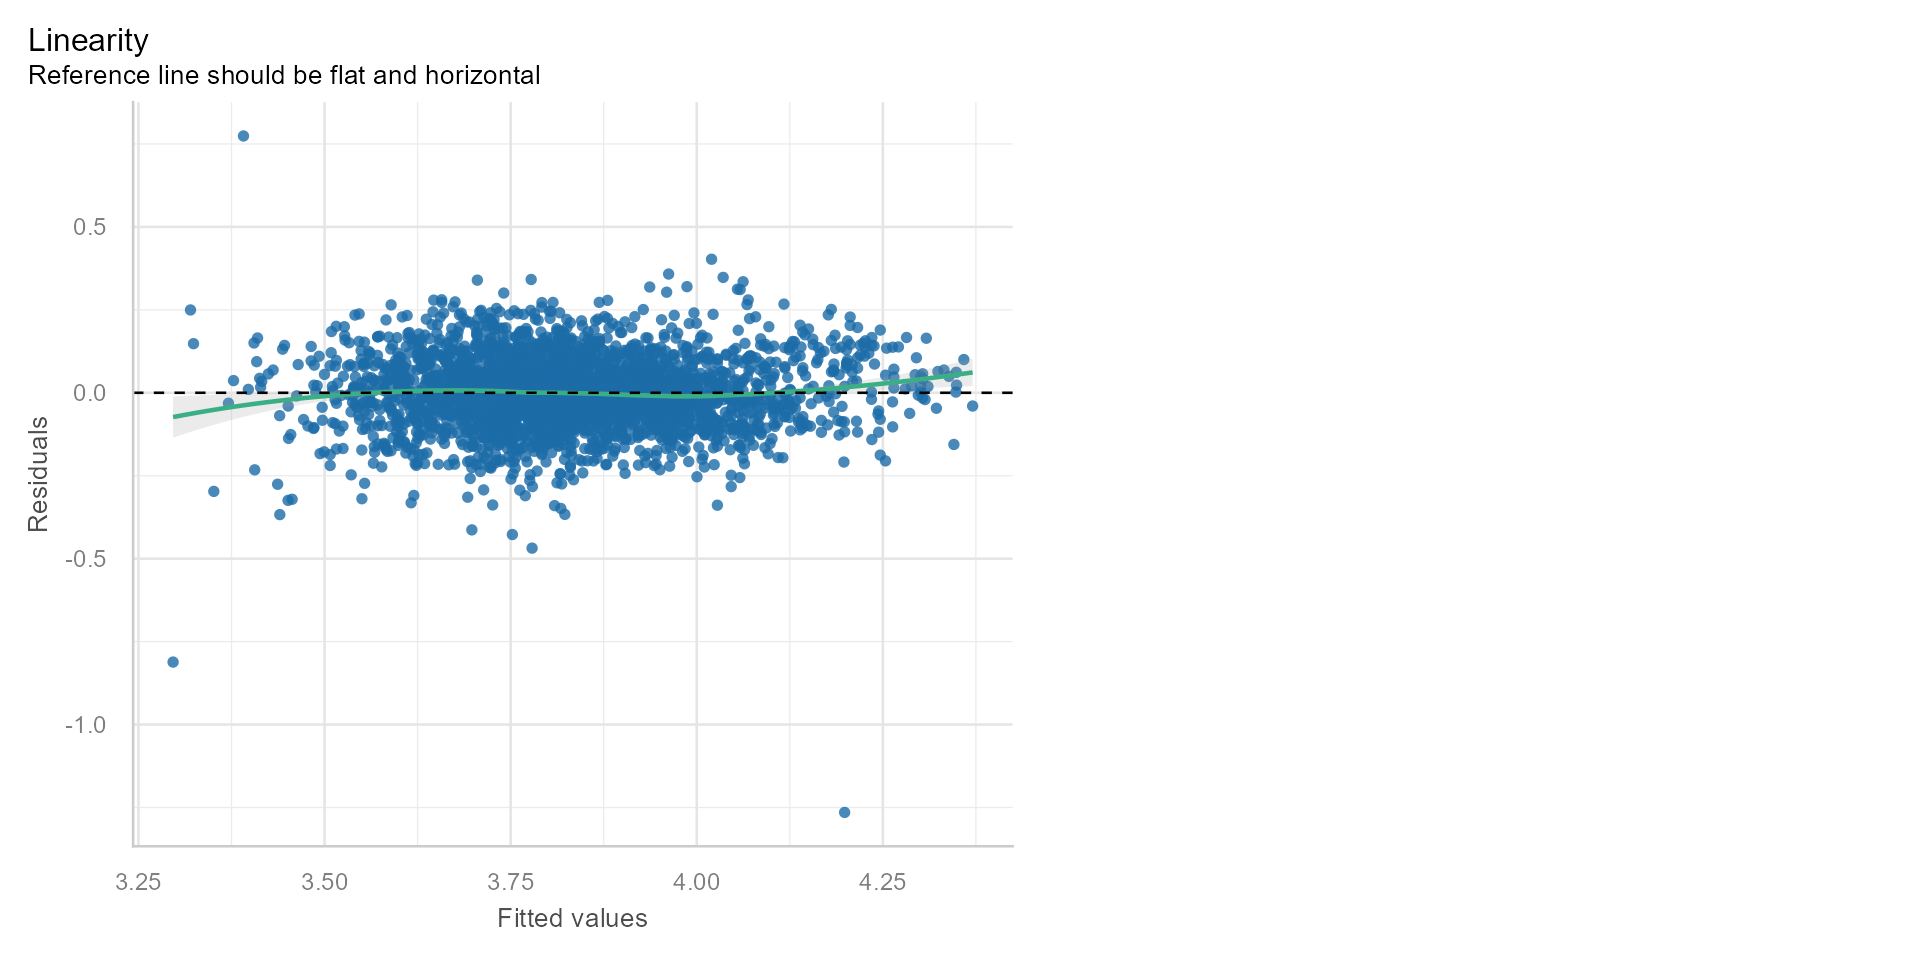 Linearity
Reference line should be flat and horizontal
0.5
0.0
-0.5
-1.0
Residuals
3.25 3.50 3.75 4.00 4.25
Fitted values